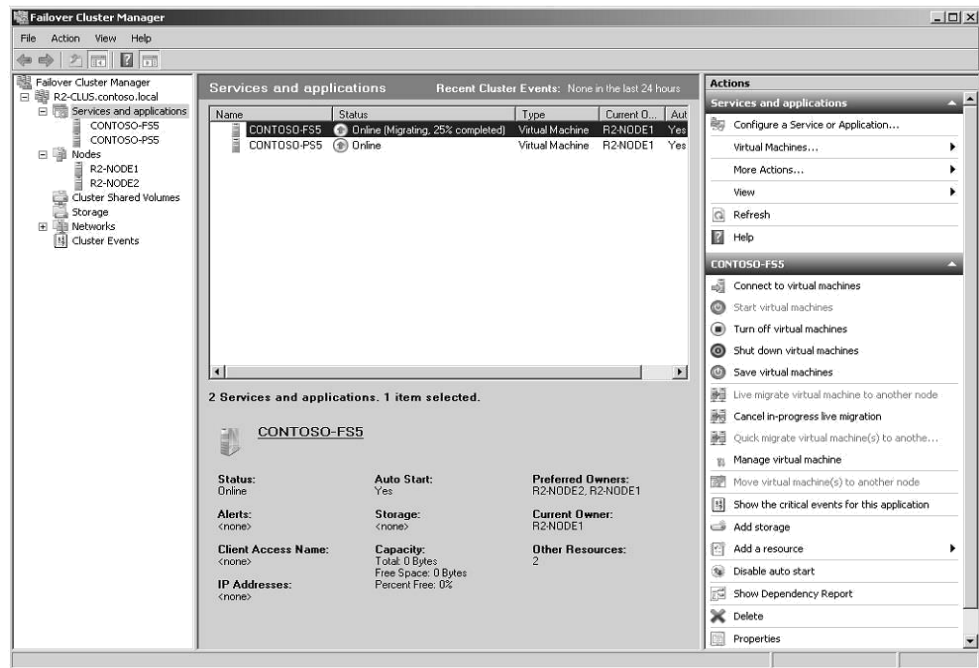 Failover Cluster Manager
File Action View Help
Failover Cluster Manager
R2-CLUS.contoso.local
Services and applications
CONTOSO-FS5
CONTOSO-PS5
Nodes
R2-NODE1
R2-NODE2
Cluster Shared Volumes
Storage
Networks
Cluster Events
Services and applications Recent Cluster Events: None in the last 24 hours
Name Status Type Current O... Aut
CONTOSO-FS5 Online (Migrating, 25% completed) Virtual Machine R2-NODE1 Yes
CONTOSO-PS5 Online Virtual Machine R2-NODE1 Yes
2 Services and applications. 1 item selected.
CONTOSO-FS5
Status: Auto Start: Preferred Owners:
Online Yes R2-NODE2, R2-NODE1
Alerts: Storage: Current Owner:
<none> <none> R2-NODE1
Client Access Name: Capacity: Other Resources:
<none> Total: 0 Bytes 2
Free Space: 0 Bytes
IP Addresses: Percent Free: 0%
<none>
Actions
Services and applications
Configure a Service or Application...
Virtual Machines...
More Actions...
View
Refresh
Help
CONTOSO-FS5
Connect to virtual machines
Start virtual machines
Turn off virtual machines
Shut down virtual machines
Save virtual machines
Live migrate virtual machine to another node
Cancel in-progress live migration
Quick migrate virtual machine(s) to anothe...
Manage virtual machine
Move virtual machine(s) to another node
Show the critical events for this application
Add storage
Add a resource
Disable auto start
Show Dependency Report
Delete
Properties